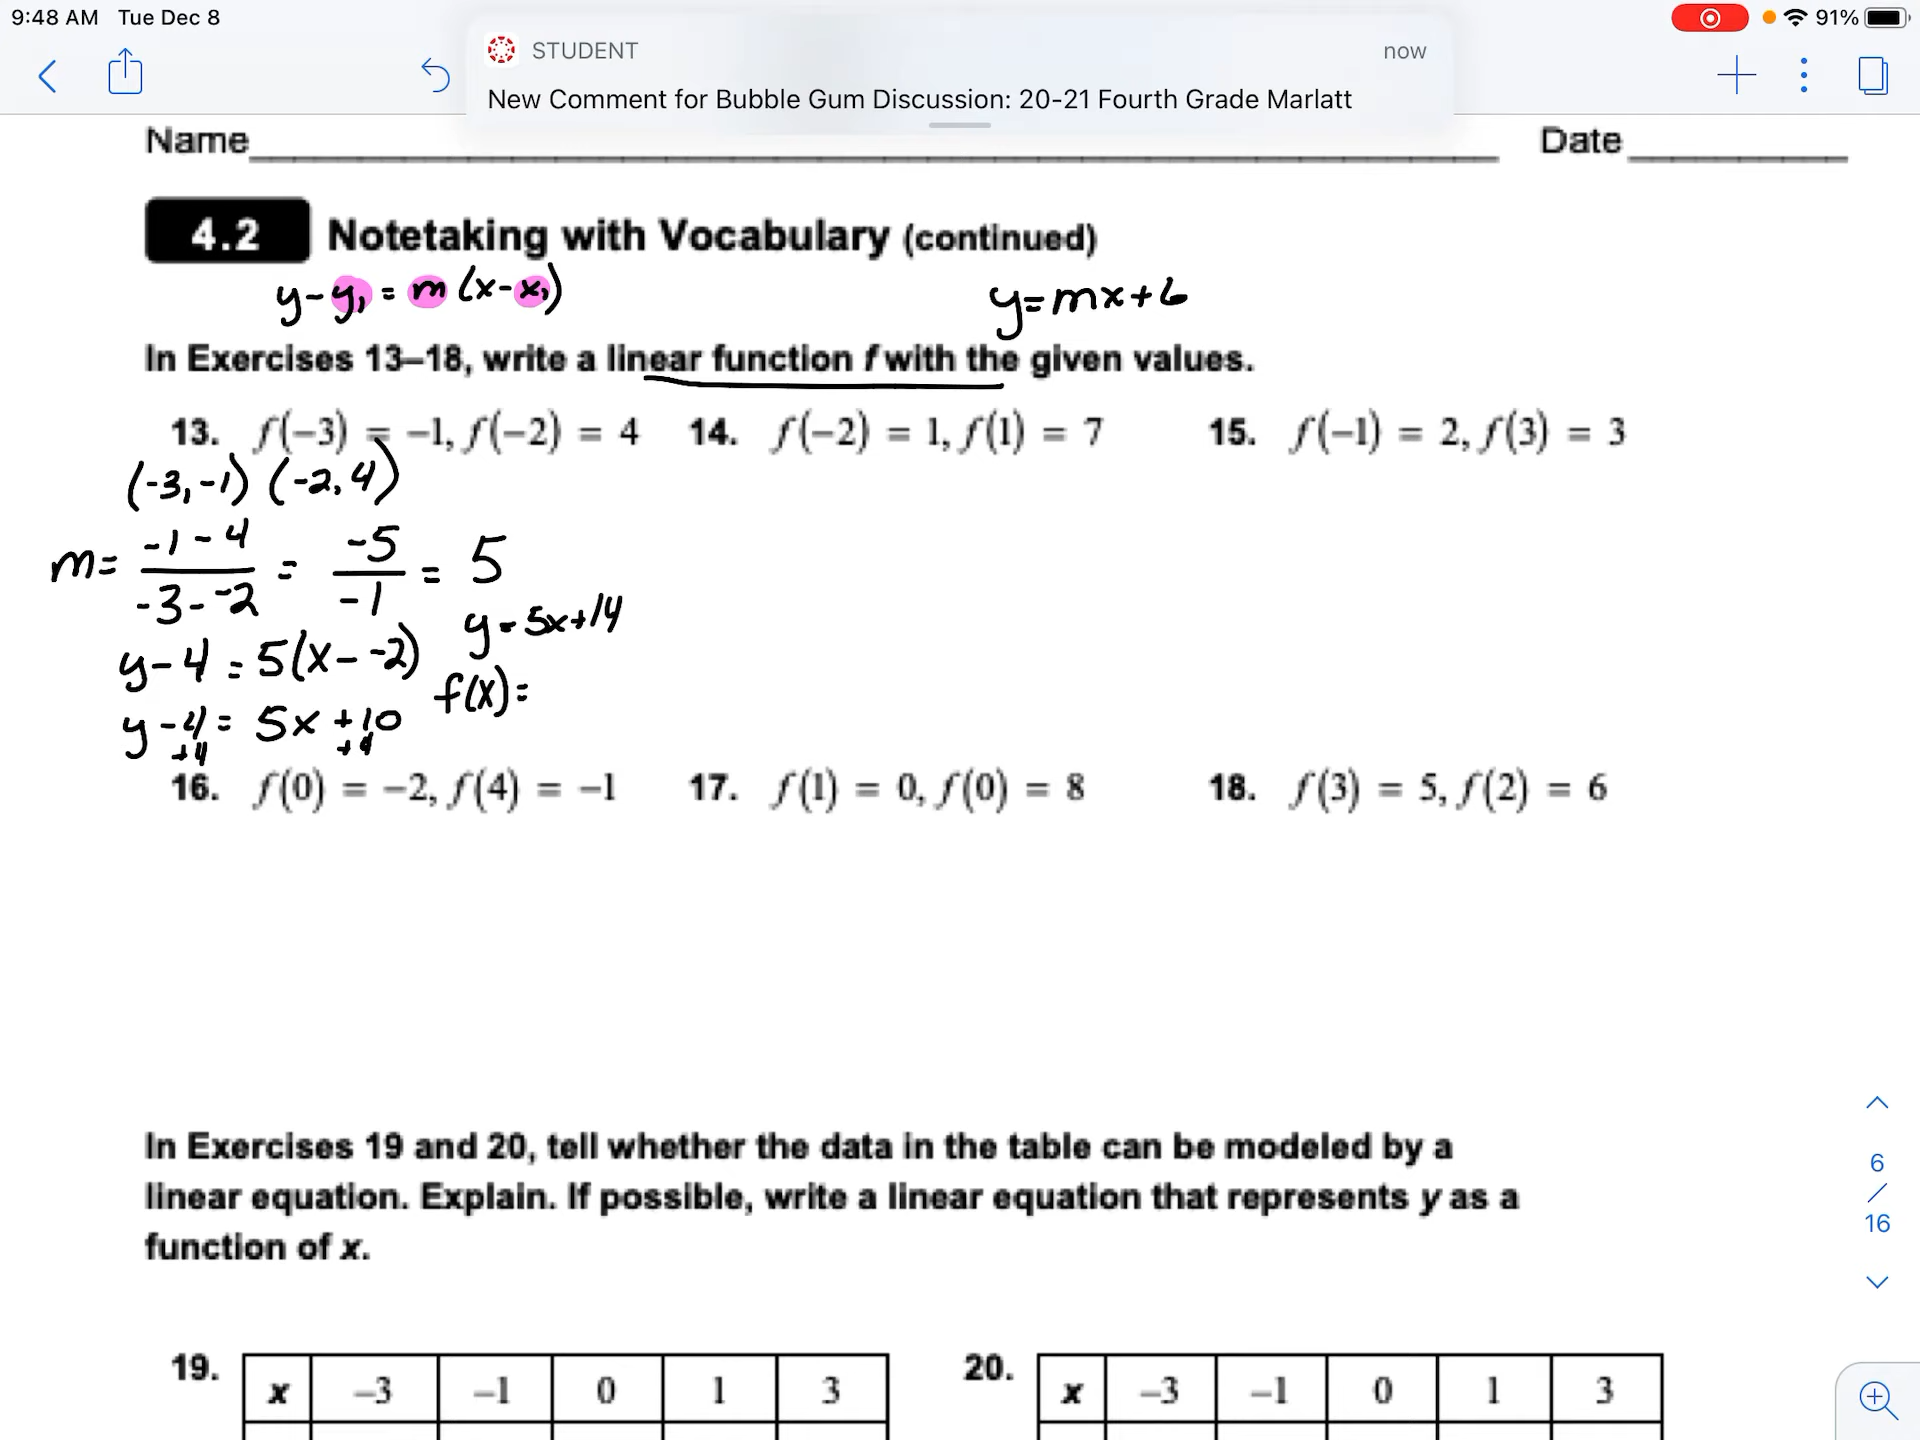 9:48 AM Tue Dec 8
91%
STUDENT now
New Comment for Bubble Gum Discussion: 20-21 Fourth Grade Marlatt
Name Date
4.2 Notetaking with Vocabulary (continued)
y-y₁ = m (x-x₁) y=mx+b
In Exercises 13–18, write a linear function f with the given values.
13. f(−3) = −1, f(−2) = 4 14. f(−2) = 1, f(1) = 7 15. f(−1) = 2, f(3) = 3
(-3,-1) (-2,4)
m= -1-4 / -3--2 = -5 / -1 = 5
y=5x+14
y-4=5(x--2)
f(x)=
y-4= 5x +10
+4 +4
16. f(0) = −2, f(4) = −1 17. f(1) = 0, f(0) = 8 18. f(3) = 5, f(2) = 6
In Exercises 19 and 20, tell whether the data in the table can be modeled by a
linear equation. Explain. If possible, write a linear equation that represents y as a
function of x.
6
/
16
19. x −3 −1 0 1 3 20. x −3 −1 0 1 3